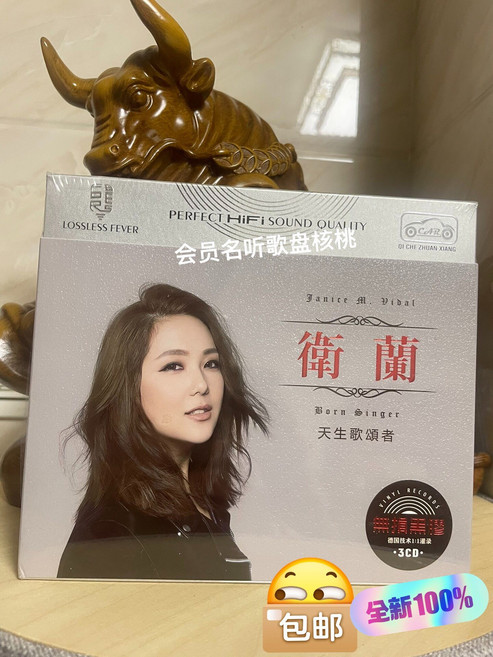 LOSSLESS FEVER
PERFECT HiFi SOUND QUALITY
CAR
QI CHE ZHUAN XIANG
会员名听歌盘核桃
Janice M. Vidal
衛蘭
Born Singer
天生歌頌者
VINYL RECORDS
無損黑膠
德国技术1:1灌录
·3CD·
包邮
全新100%